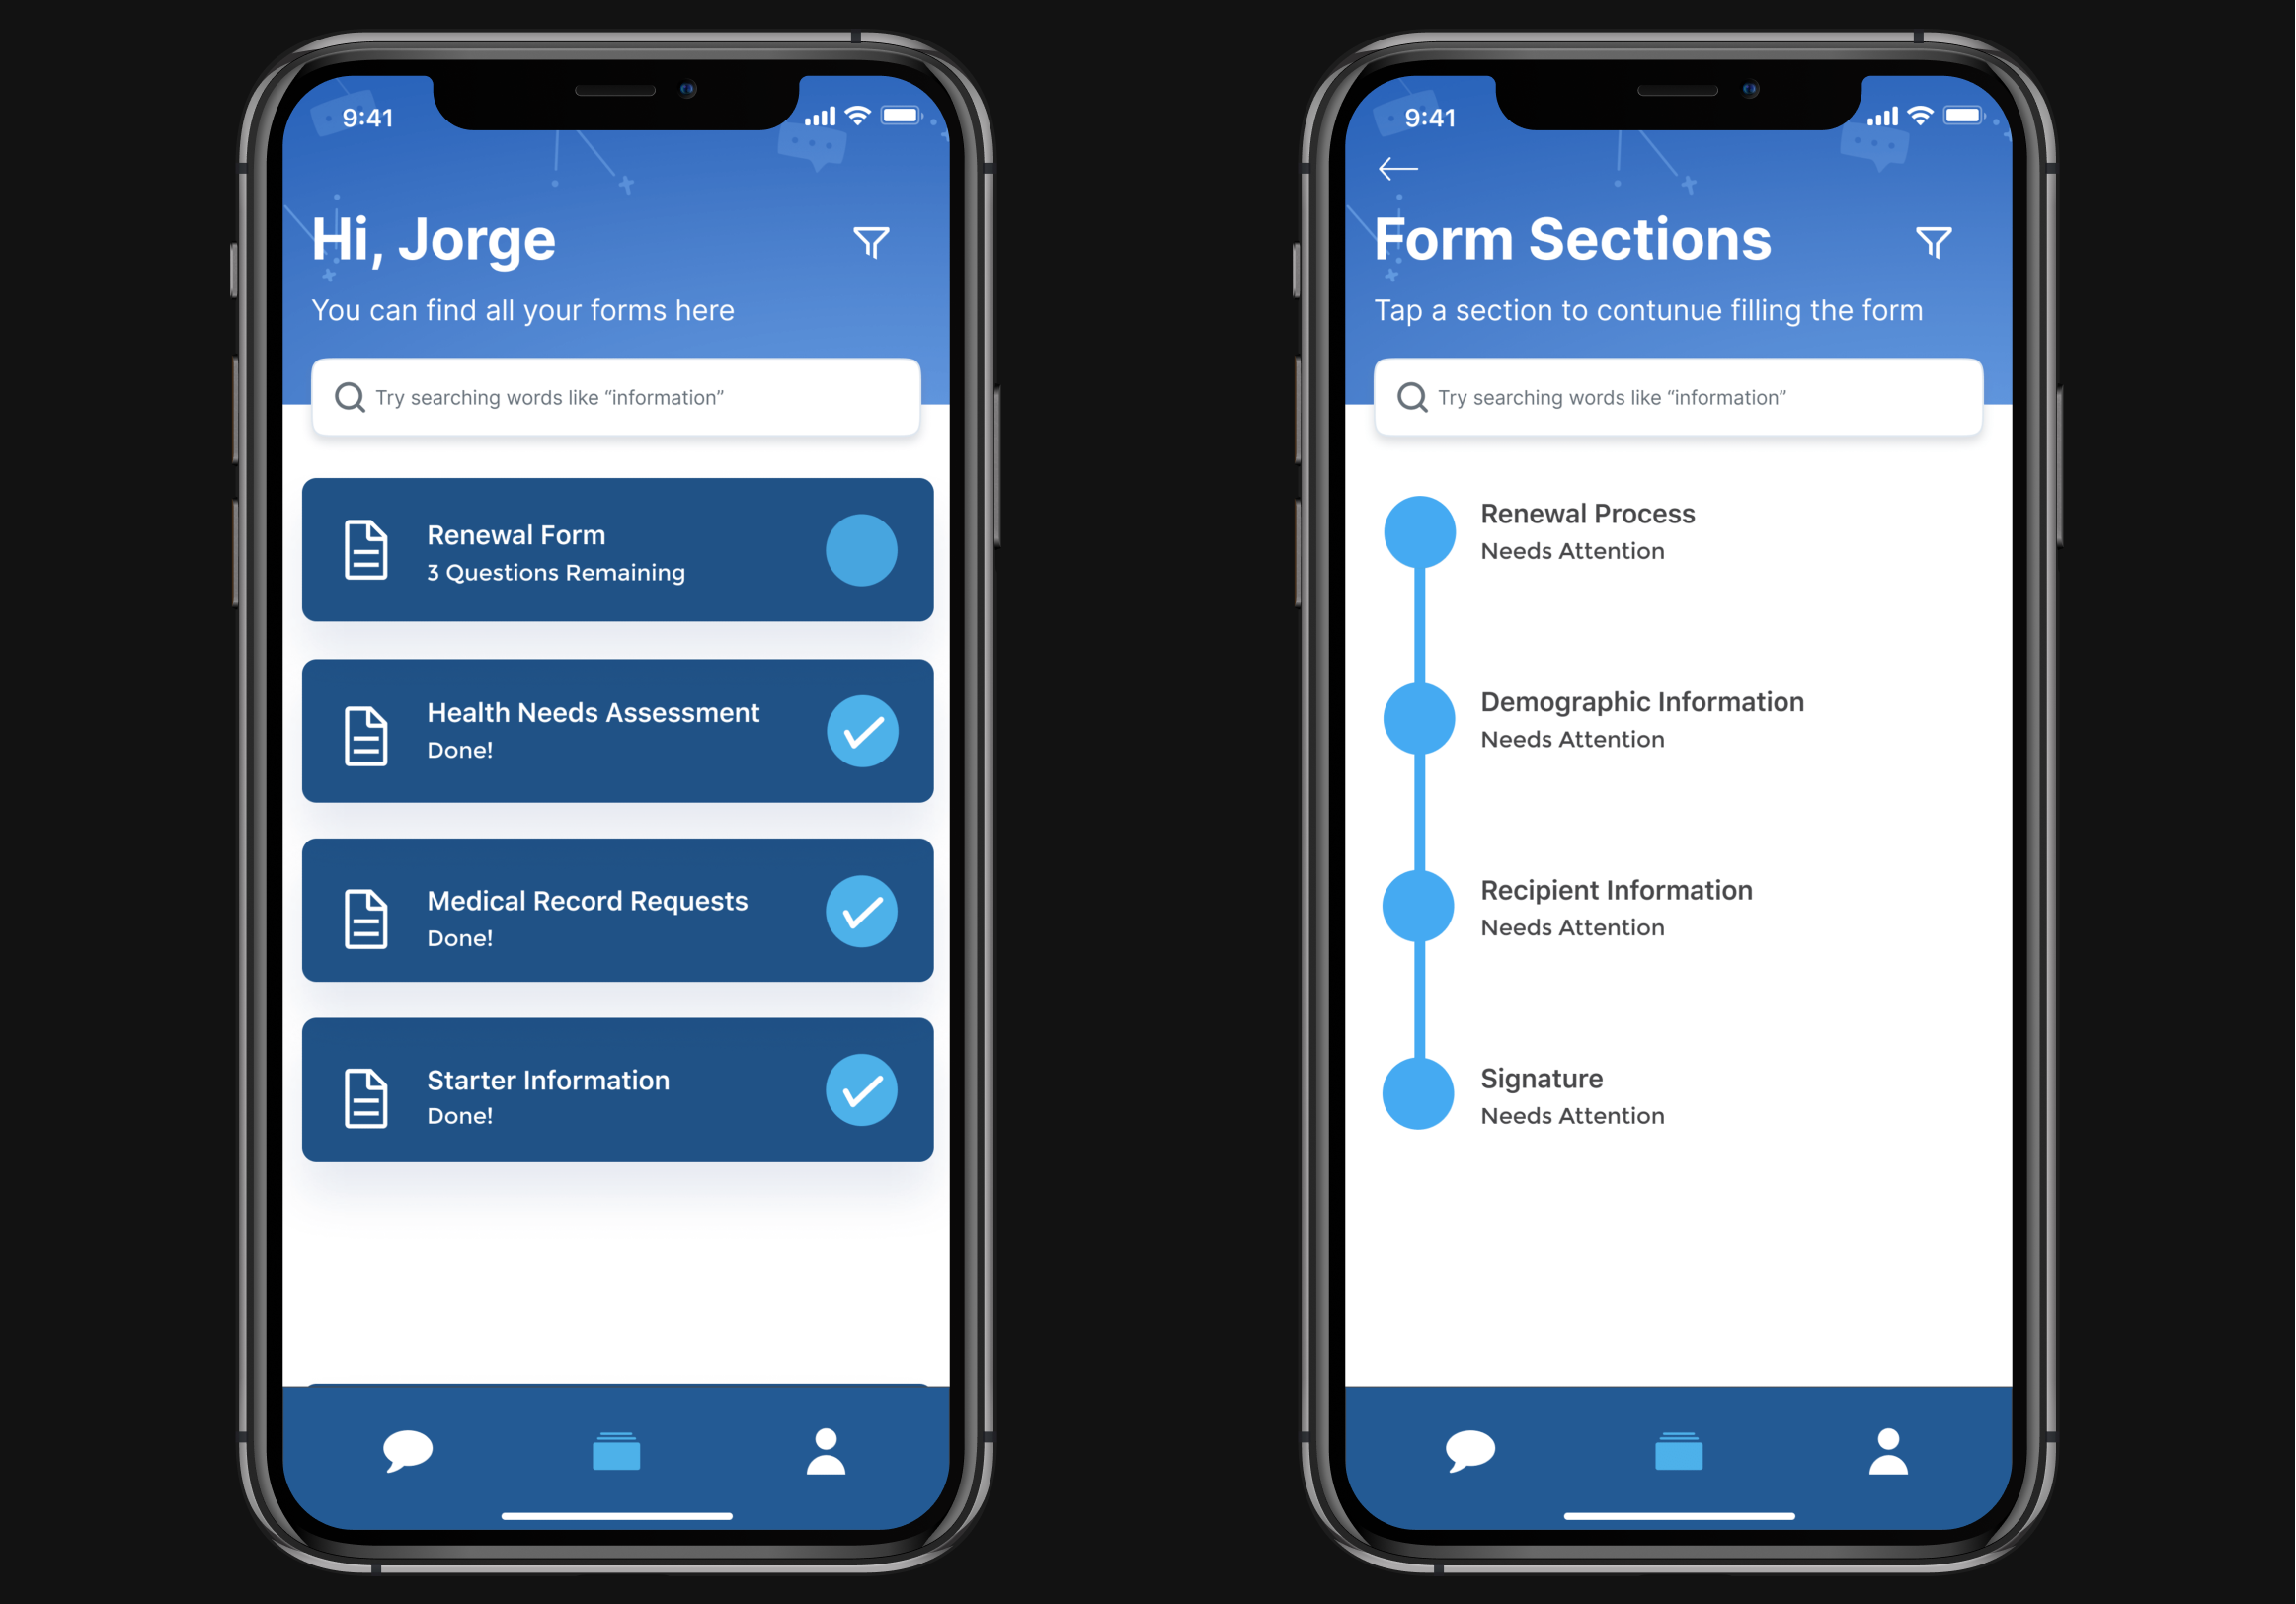 9:41
Hi, Jorge
You can find all your forms here
Try searching words like “information”
Renewal Form
3 Questions Remaining
Health Needs Assessment
Done!
Medical Record Requests
Done!
Starter Information
Done!
9:41
Form Sections
Tap a section to contunue filling the form
Try searching words like “information”
Renewal Process
Needs Attention
Demographic Information
Needs Attention
Recipient Information
Needs Attention
Signature
Needs Attention